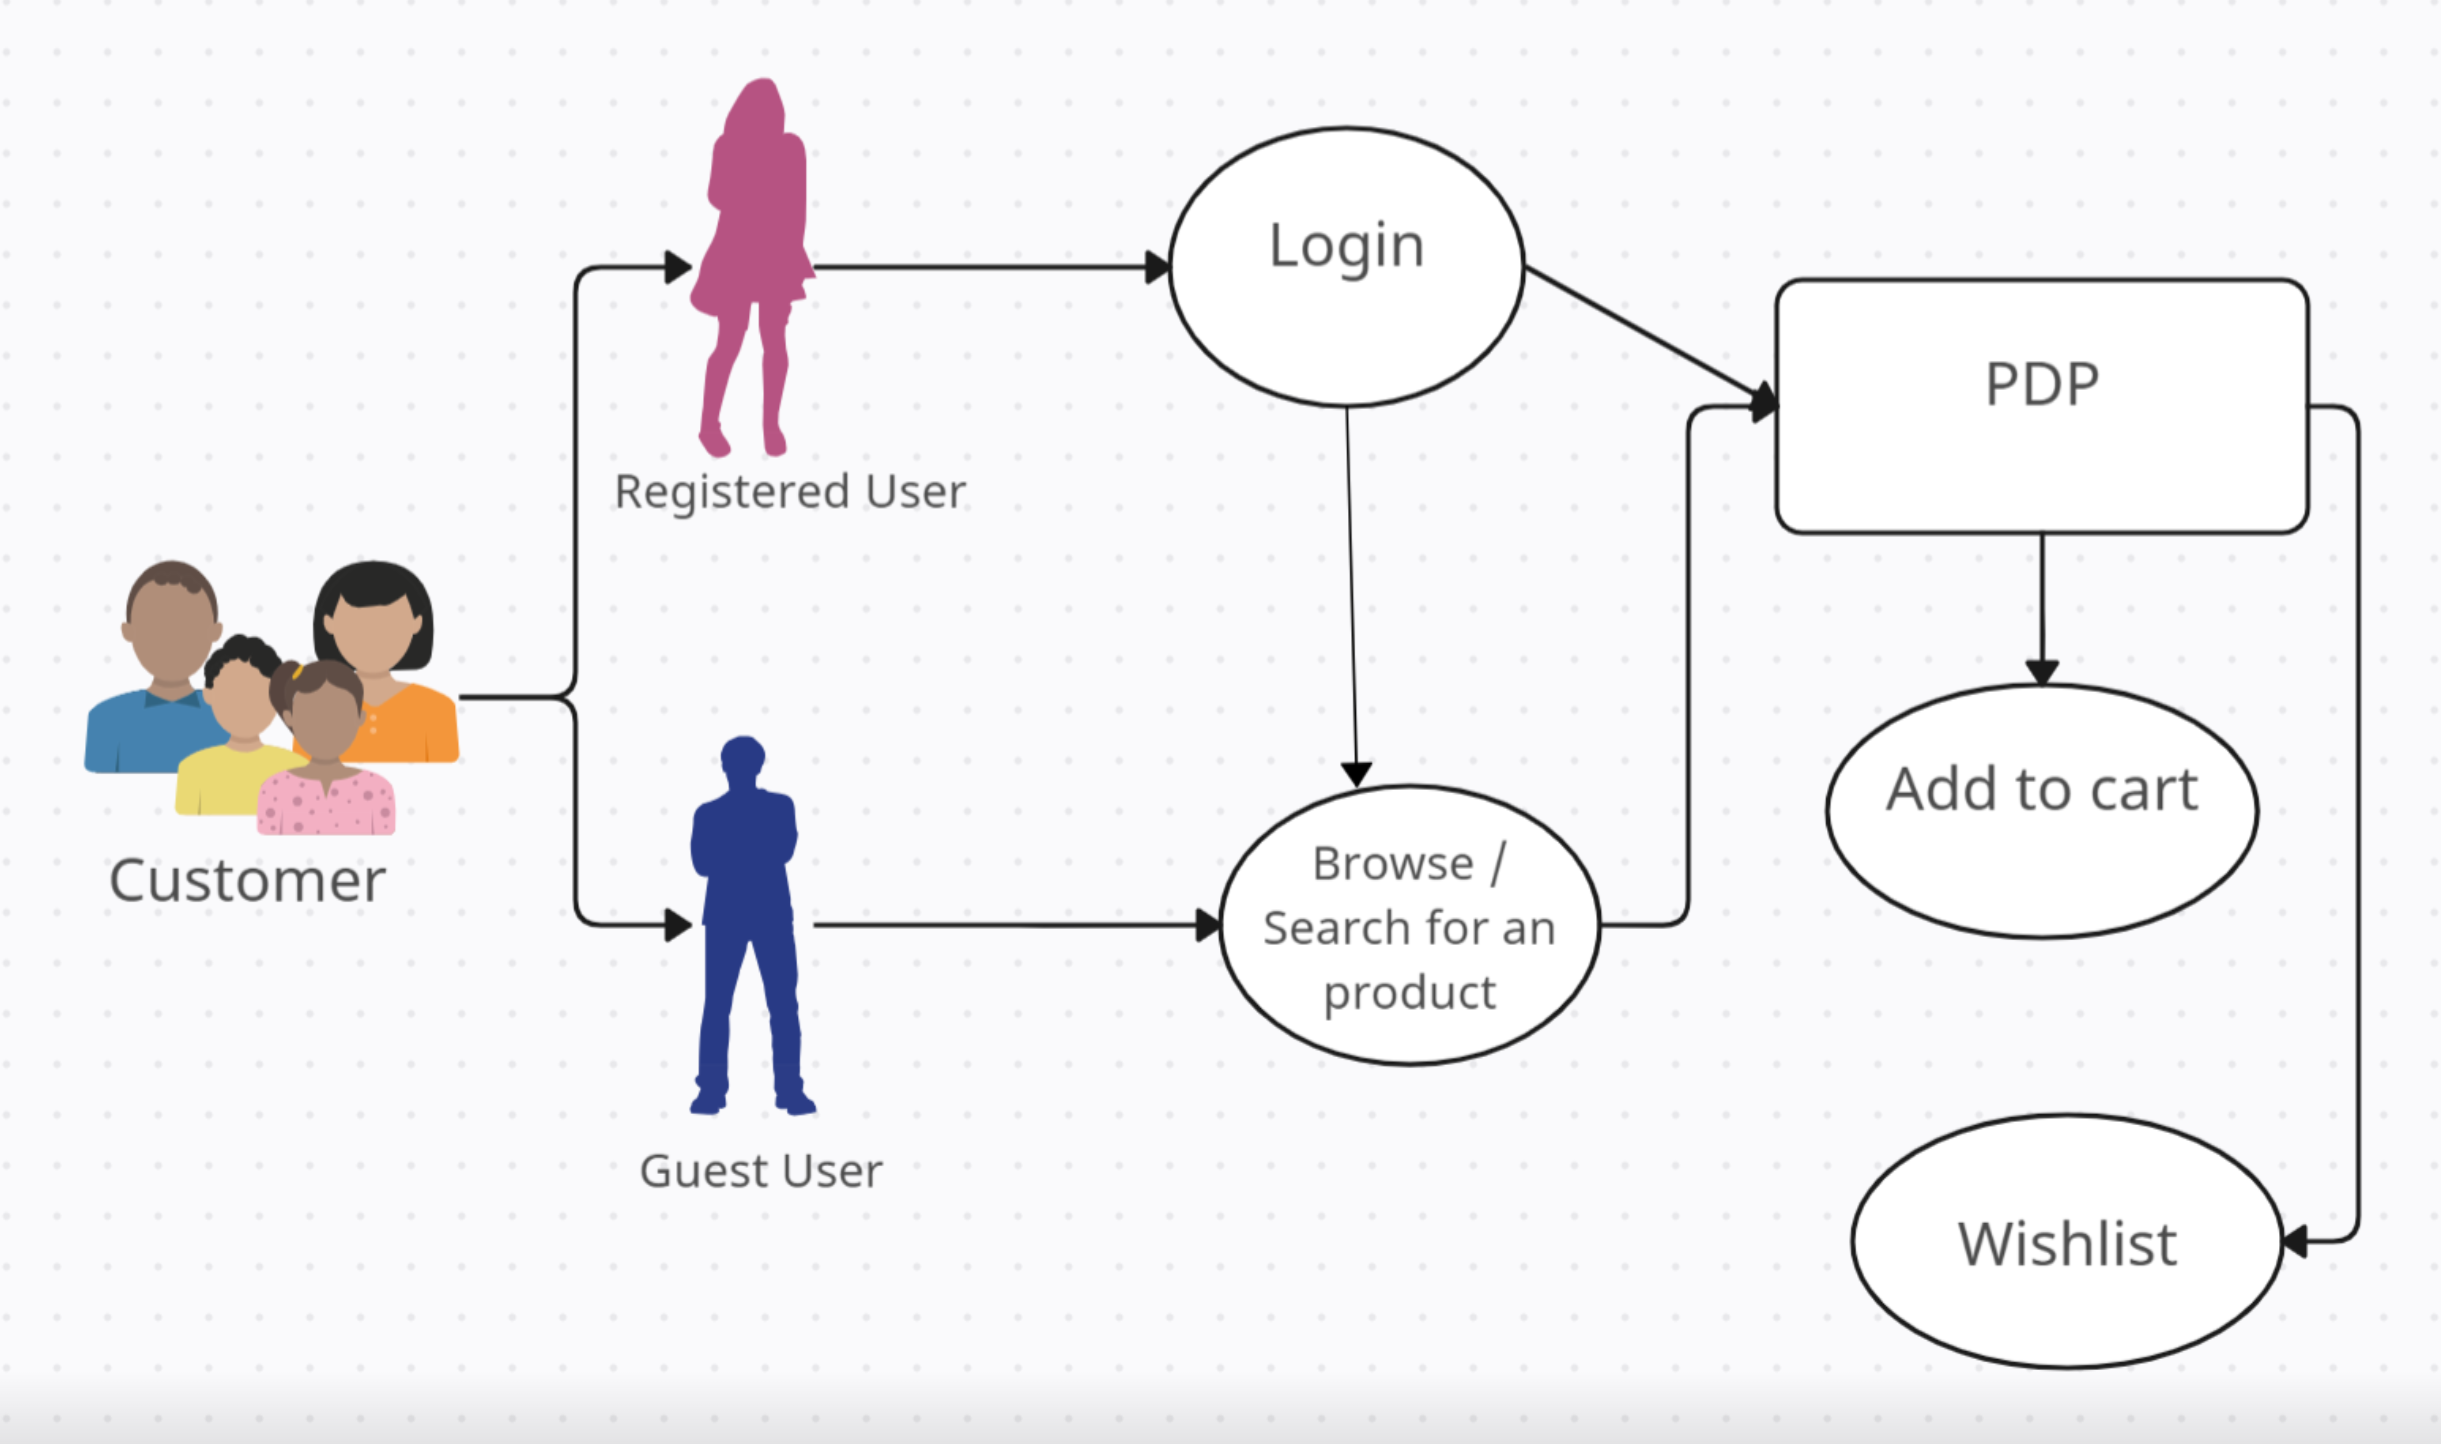 Login
PDP
Registered User
Add to cart
Customer
Browse /
Search for an
product
Guest User
Wishlist